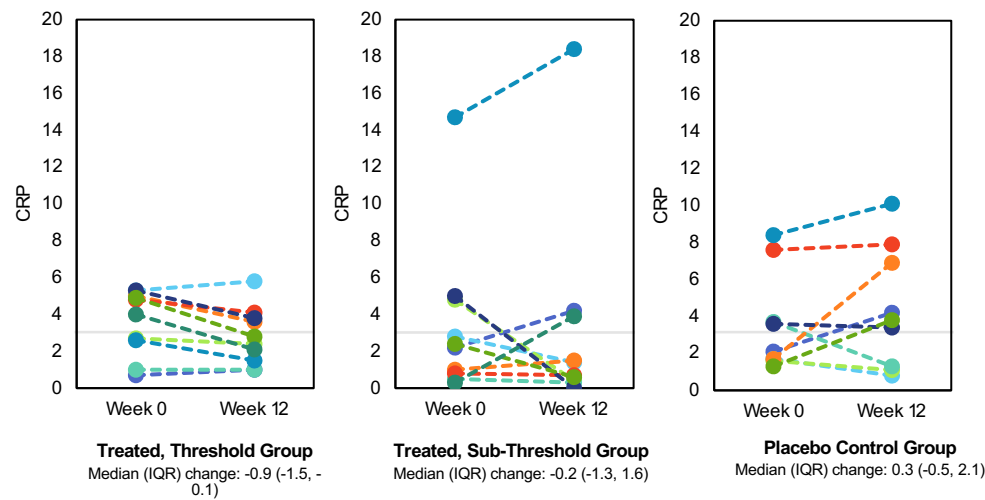 20
18
16
14
12
10
8
6
4
2
0
CRP
Week 0 Week 12
Treated, Threshold Group
Median (IQR) change: -0.9 (-1.5, -
0.1)
20
18
16
14
12
10
8
6
4
2
0
CRP
Week 0 Week 12
Treated, Sub-Threshold Group
Median (IQR) change: -0.2 (-1.3, 1.6)
20
18
16
14
12
10
8
6
4
2
0
CRP
Week 0 Week 12
Placebo Control Group
Median (IQR) change: 0.3 (-0.5, 2.1)